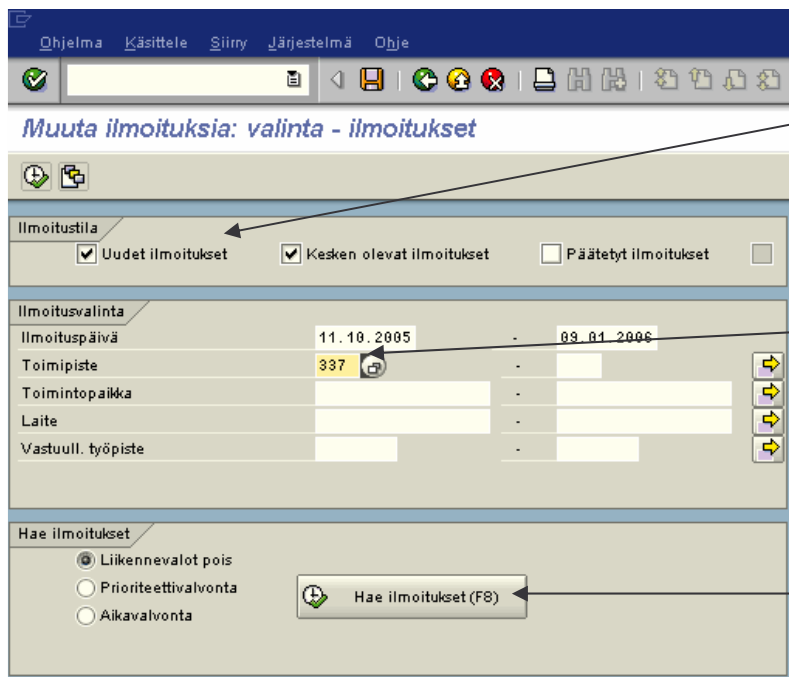 Ohjelma Käsittele Siirry Järjestelmä Ohje
Muuta ilmoituksia: valinta - ilmoitukset
Ilmoitustila
Uudet ilmoitukset Kesken olevat ilmoitukset Päätetyt ilmoitukset
Ilmoitusvalinta
Ilmoituspäivä 11.10.2005 - 09.01.2006
Toimipiste 337 -
Toimintopaikka -
Laite -
Vastuull. työpiste -
Hae ilmoitukset
Liikennevalot pois
Prioriteettivalvonta
Hae ilmoitukset (F8)
Aikavalvonta